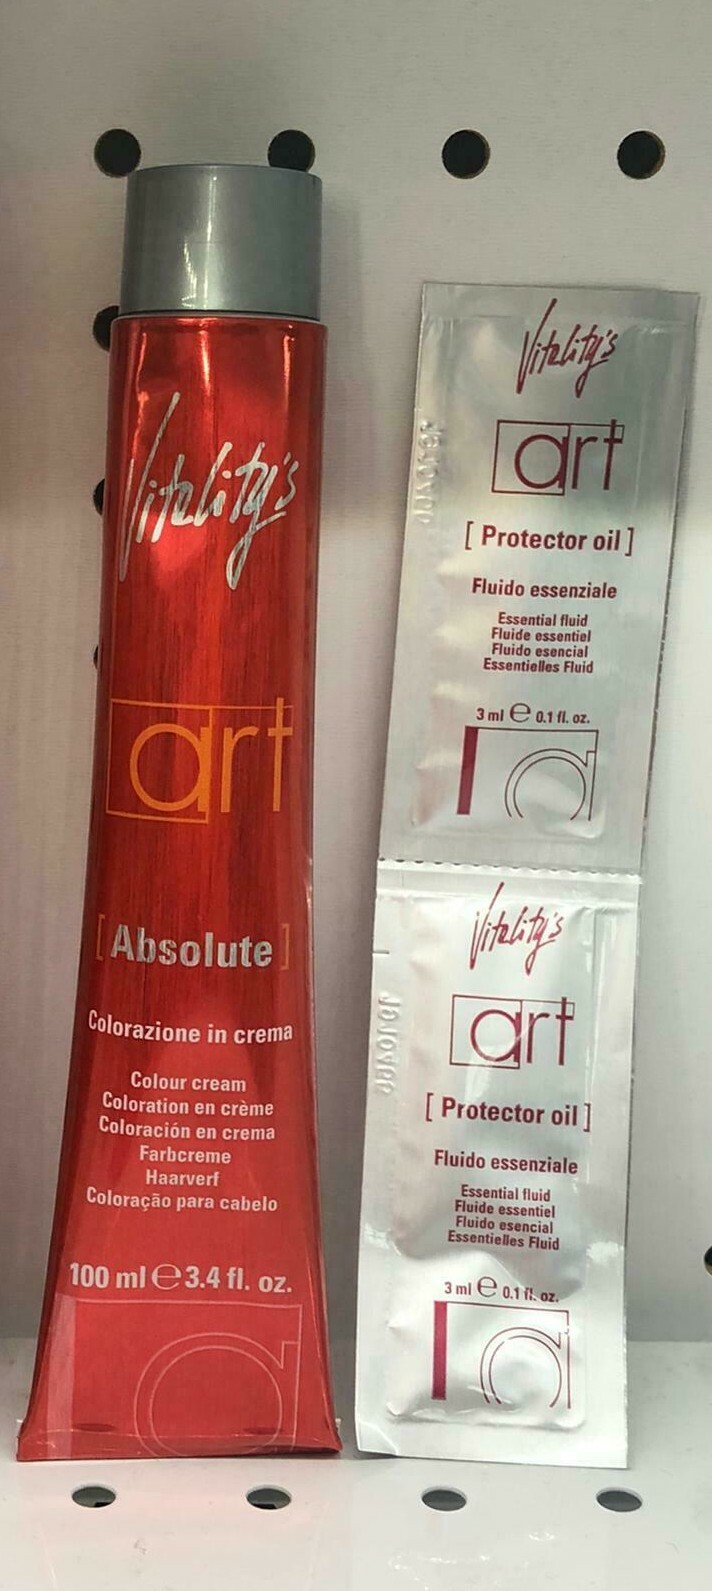 Vitality's
art
[Absolute]
Colorazione in crema
Colour cream
Coloration en crème
Coloración en crema
Farbcreme
Haarverf
Coloração para cabelo
100 ml ℮ 3.4 fl. oz.
Vitality's
art
[ Protector oil ]
Fluido essenziale
Essential fluid
Fluide essentiel
Fluido esencial
Essentielles Fluid
3 ml ℮ 0.1 fl. oz.
Vitality's
art
[ Protector oil ]
Fluido essenziale
Essential fluid
Fluide essentiel
Fluido esencial
Essentielles Fluid
3 ml ℮ 0.1 fl. oz.